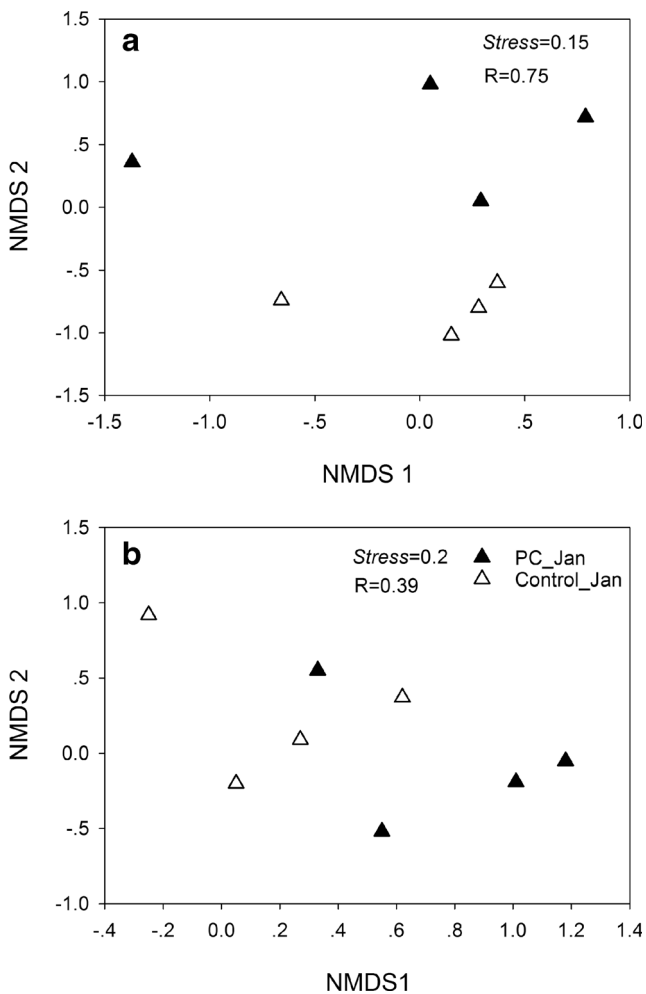 a
Stress=0.15
R=0.75
1.5
1.0
.5
0.0
-.5
-1.0
-1.5
NMDS 2
-1.5 -1.0 -.5 0.0 .5 1.0
NMDS 1
b
Stress=0.2
R=0.39
PC_Jan
Control_Jan
1.5
1.0
.5
0.0
-.5
-1.0
NMDS 2
-.4 -.2 0.0 .2 .4 .6 .8 1.0 1.2 1.4
NMDS1